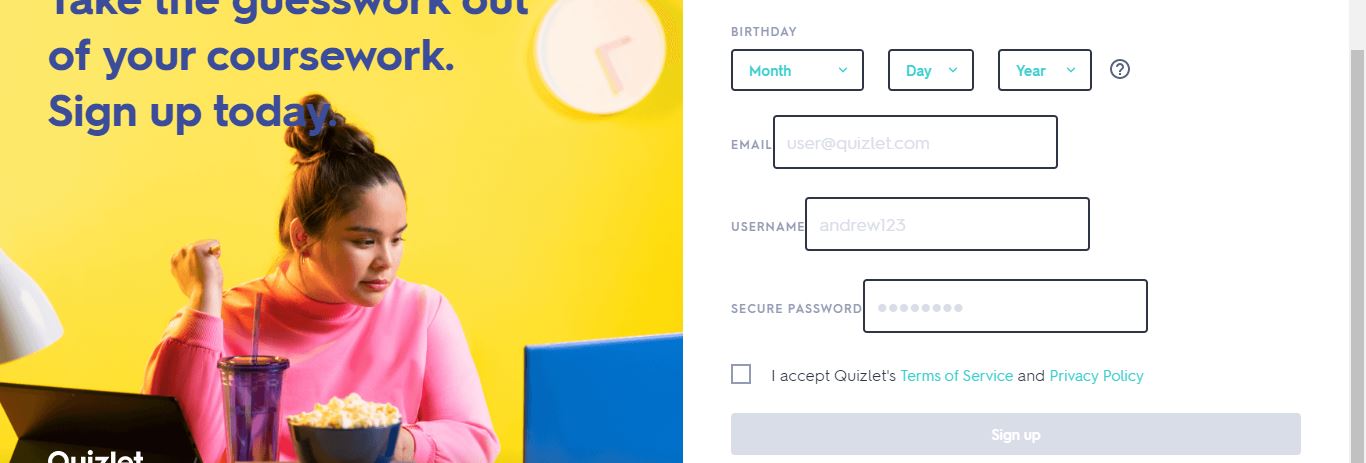 Take the guesswork out
of your coursework.
Sign up today.
Quizlet
BIRTHDAY
Month Day Year ?
EMAIL user@quizlet.com
USERNAME andrew123
SECURE PASSWORD ●●●●●●●●
I accept Quizlet's Terms of Service and Privacy Policy
Sign up